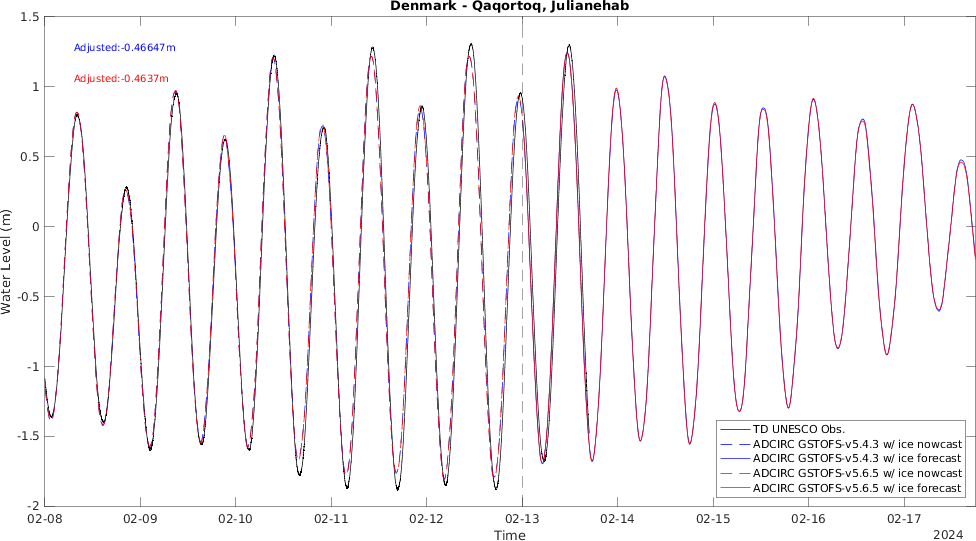 Denmark - Qaqortoq, Julianehab
Adjusted:-0.46647m
Adjusted:-0.4637m
1.5
1
0.5
0
-0.5
-1
-1.5
-2
Water Level (m)
02-08 02-09 02-10 02-11 02-12 02-13 02-14 02-15 02-16 02-17
Time
2024
TD UNESCO Obs.
ADCIRC GSTOFS-v5.4.3 w/ ice nowcast
ADCIRC GSTOFS-v5.4.3 w/ ice forecast
ADCIRC GSTOFS-v5.6.5 w/ ice nowcast
ADCIRC GSTOFS-v5.6.5 w/ ice forecast